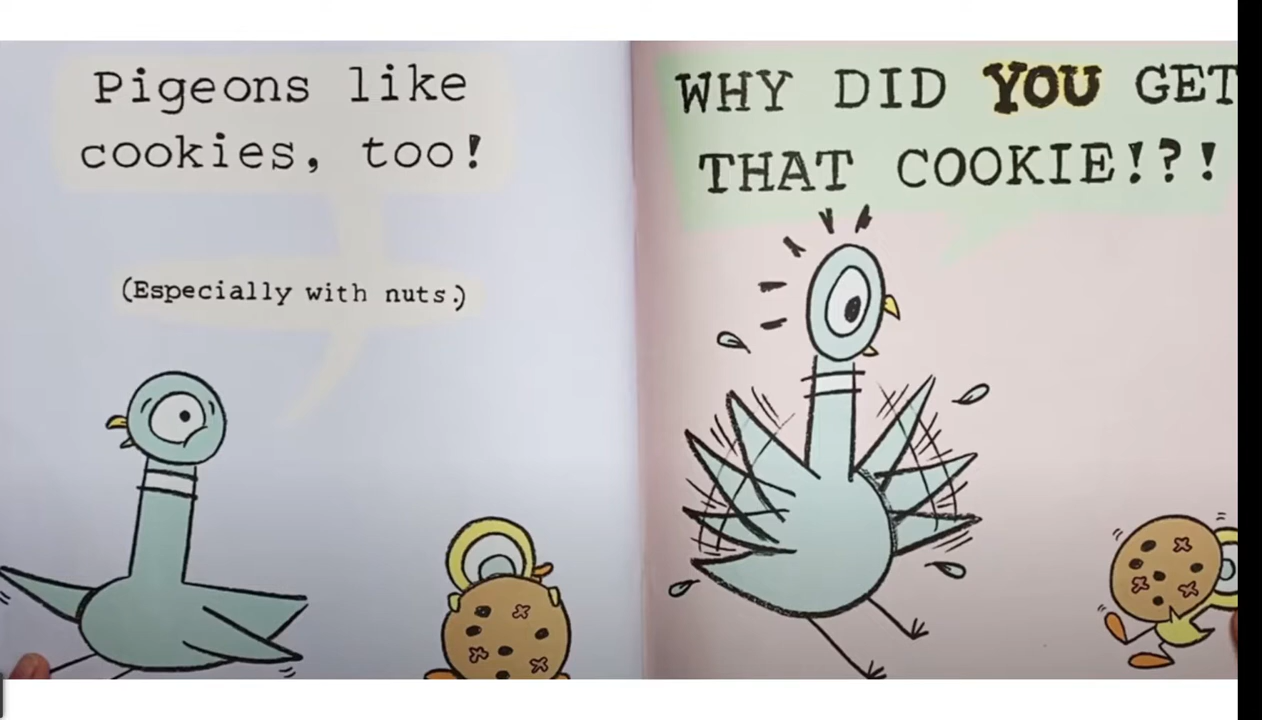 Pigeons like
cookies, too!
(Especially with nuts.)
WHY DID YOU GET
THAT COOKIE!?!